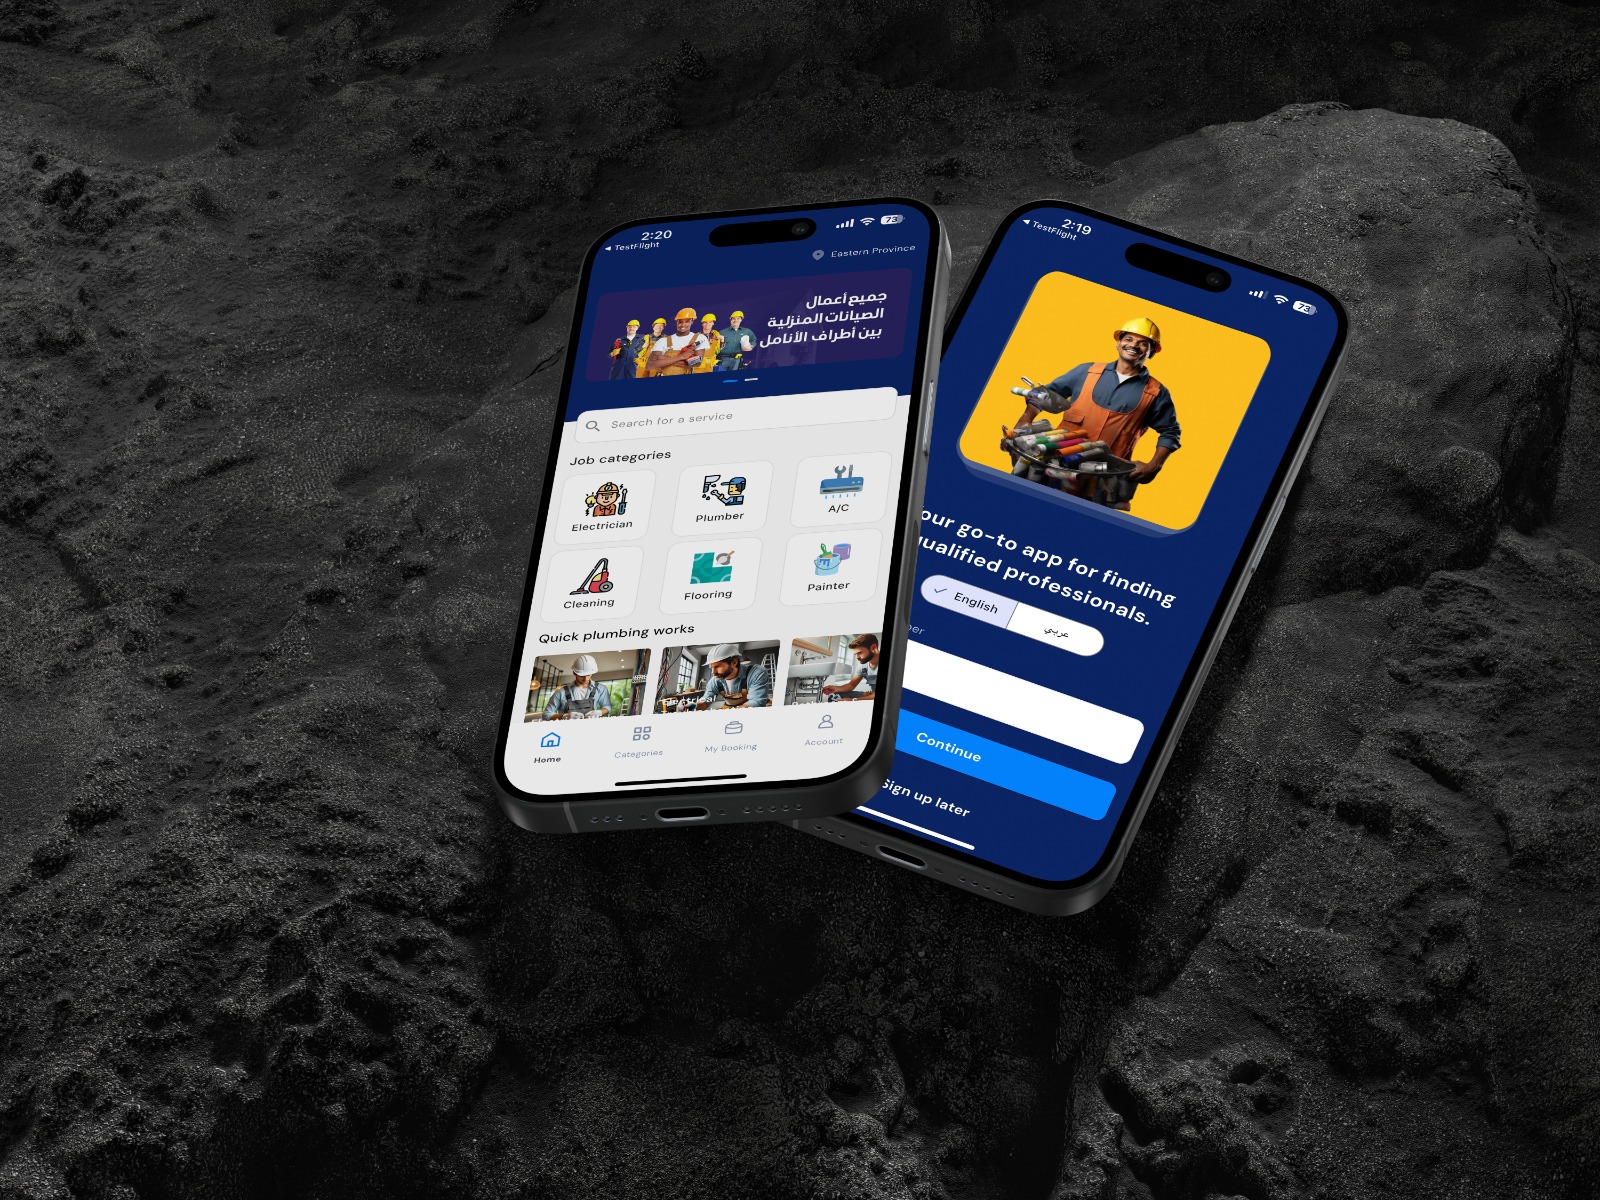 2:20
73
◄ TestFlight
Eastern Province
جميع أعمال
الصيانات المنزلية
بين أطراف الأنامل
Search for a service
Job categories
Electrician
Plumber
A/C
Cleaning
Flooring
Painter
Quick plumbing works
Electrical
Home
Categories
My Booking
Account
2:19
73
◄ TestFlight
our go-to app for finding
qualified professionals.
✓ English
عربي
Continue
Sign up later